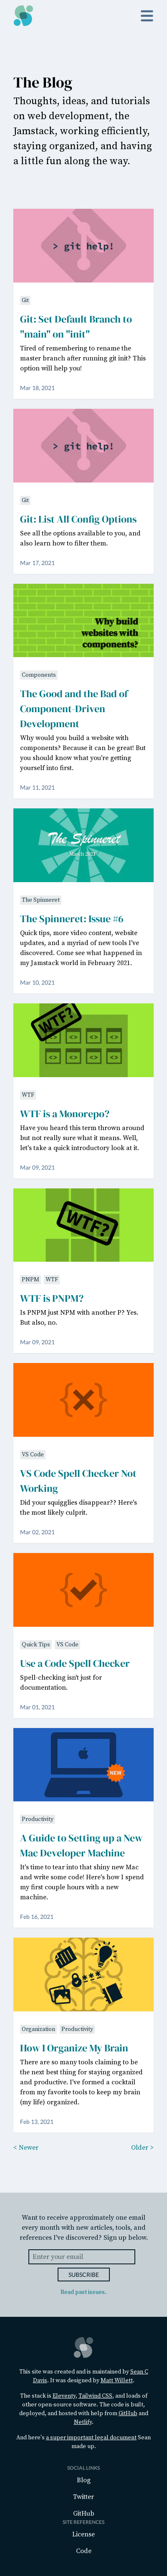 The Blog
Thoughts, ideas, and tutorials
on web development, the
Jamstack, working efficiently,
staying organized, and having
a little fun along the way.
> git help!
Git
Git: Set Default Branch to
"main" on "init"
Tired of remembering to rename the
master branch after running git init? This
option will help you!
Mar 18, 2021
> git help!
Git
Git: List All Config Options
See all the options available to you, and
also learn how to filter them.
Mar 17, 2021
Why build
websites with
components?
Components
The Good and the Bad of
Component-Driven
Development
Why would you build a website with
components? Because it can be great! But
you should know what you're getting
yourself into first.
Mar 11, 2021
The Spinneret
March 2021
The Spinneret
The Spinneret: Issue #6
Quick tips, more video content, website
updates, and a myriad of new tools I've
discovered. Come see what happened in
my Jamstack world in February 2021.
Mar 10, 2021
WTF?
WTF
WTF is a Monorepo?
Have you heard this term thrown around
but not really sure what it means. Well,
let's take a quick introductory look at it.
Mar 09, 2021
WTF?
PNPM WTF
WTF is PNPM?
Is PNPM just NPM with another P? Yes.
But also, no.
Mar 09, 2021
{×}
VS Code
VS Code Spell Checker Not
Working
Did your squigglies disappear?? Here's
the most likely culprit.
Mar 02, 2021
{✓}
Quick Tips VS Code
Use a Code Spell Checker
Spell-checking isn't just for
documentation.
Mar 01, 2021
NEW
Productivity
A Guide to Setting up a New
Mac Developer Machine
It's time to tear into that shiny new Mac
and write some code! Here's how I spend
my first couple hours with a new
machine.
Feb 16, 2021
Organization Productivity
How I Organize My Brain
There are so many tools claiming to be
the next best thing for staying organized
and productive. I've formed a cocktail
from my favorite tools to keep my brain
(my life) organized.
Feb 13, 2021
< Newer Older >
Want to receive approximately one email
every month with new articles, tools, and
references I've discovered? Sign up below.
Enter your email
SUBSCRIBE
Read past issues.
This site was created and is maintained by Sean C
Davis. It was designed by Matt Willett.
The stack is Eleventy, Tailwind CSS, and loads of
other open-source software. The code is built,
deployed, and hosted with help from GitHub and
Netlify.
And here's a super important legal document Sean
made up.
SOCIAL LINKS
Blog
Twitter
GitHub
SITE REFERENCES
License
Code